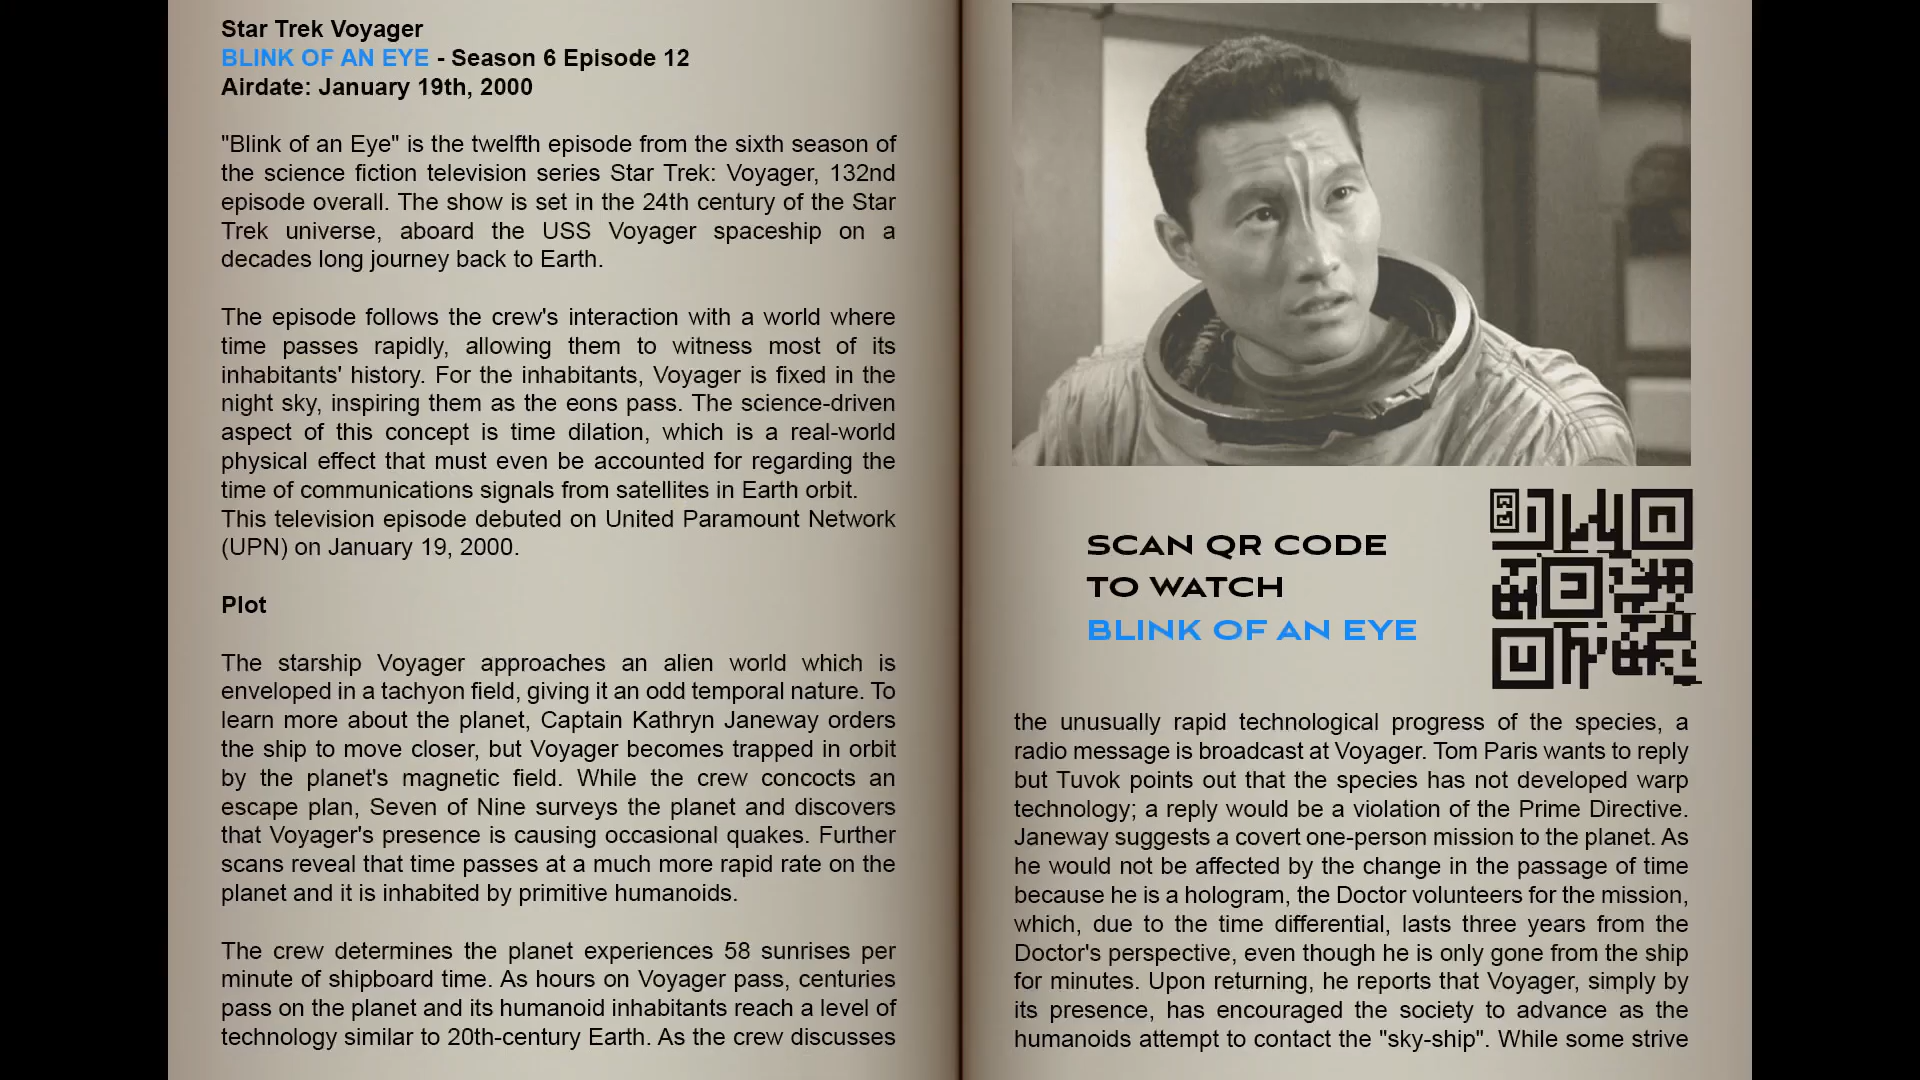 Star Trek Voyager
BLINK OF AN EYE - Season 6 Episode 12
Airdate: January 19th, 2000
"Blink of an Eye" is the twelfth episode from the sixth season of
the science fiction television series Star Trek: Voyager, 132nd
episode overall. The show is set in the 24th century of the Star
Trek universe, aboard the USS Voyager spaceship on a
decades long journey back to Earth.
The episode follows the crew's interaction with a world where
time passes rapidly, allowing them to witness most of its
inhabitants' history. For the inhabitants, Voyager is fixed in the
night sky, inspiring them as the eons pass. The science-driven
aspect of this concept is time dilation, which is a real-world
physical effect that must even be accounted for regarding the
time of communications signals from satellites in Earth orbit.
This television episode debuted on United Paramount Network
(UPN) on January 19, 2000.
Plot
The starship Voyager approaches an alien world which is
enveloped in a tachyon field, giving it an odd temporal nature. To
learn more about the planet, Captain Kathryn Janeway orders
the ship to move closer, but Voyager becomes trapped in orbit
by the planet's magnetic field. While the crew concocts an
escape plan, Seven of Nine surveys the planet and discovers
that Voyager's presence is causing occasional quakes. Further
scans reveal that time passes at a much more rapid rate on the
planet and it is inhabited by primitive humanoids.
The crew determines the planet experiences 58 sunrises per
minute of shipboard time. As hours on Voyager pass, centuries
pass on the planet and its humanoid inhabitants reach a level of
technology similar to 20th-century Earth. As the crew discusses
SCAN QR CODE
TO WATCH
BLINK OF AN EYE
the unusually rapid technological progress of the species, a
radio message is broadcast at Voyager. Tom Paris wants to reply
but Tuvok points out that the species has not developed warp
technology; a reply would be a violation of the Prime Directive.
Janeway suggests a covert one-person mission to the planet. As
he would not be affected by the change in the passage of time
because he is a hologram, the Doctor volunteers for the mission,
which, due to the time differential, lasts three years from the
Doctor's perspective, even though he is only gone from the ship
for minutes. Upon returning, he reports that Voyager, simply by
its presence, has encouraged the society to advance as the
humanoids attempt to contact the "sky-ship". While some strive